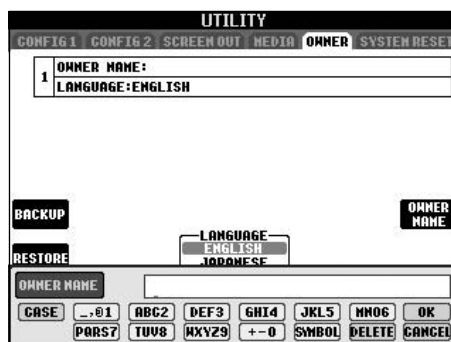 UTILITY
CONFIG 1 CONFIG 2 SCREEN OUT MEDIA OWNER SYSTEM RESET
1 OWNER NAME:
LANGUAGE:ENGLISH
BACKUP
OWNER NAME
LANGUAGE
ENGLISH
RESTORE
JAPANESE
OWNER NAME
CASE _.@1 ABC2 DEF3 GHI4 JKL5 MNO6 OK
PQRS7 TUV8 WXYZ9 +-0 SYMBOL DELETE CANCEL